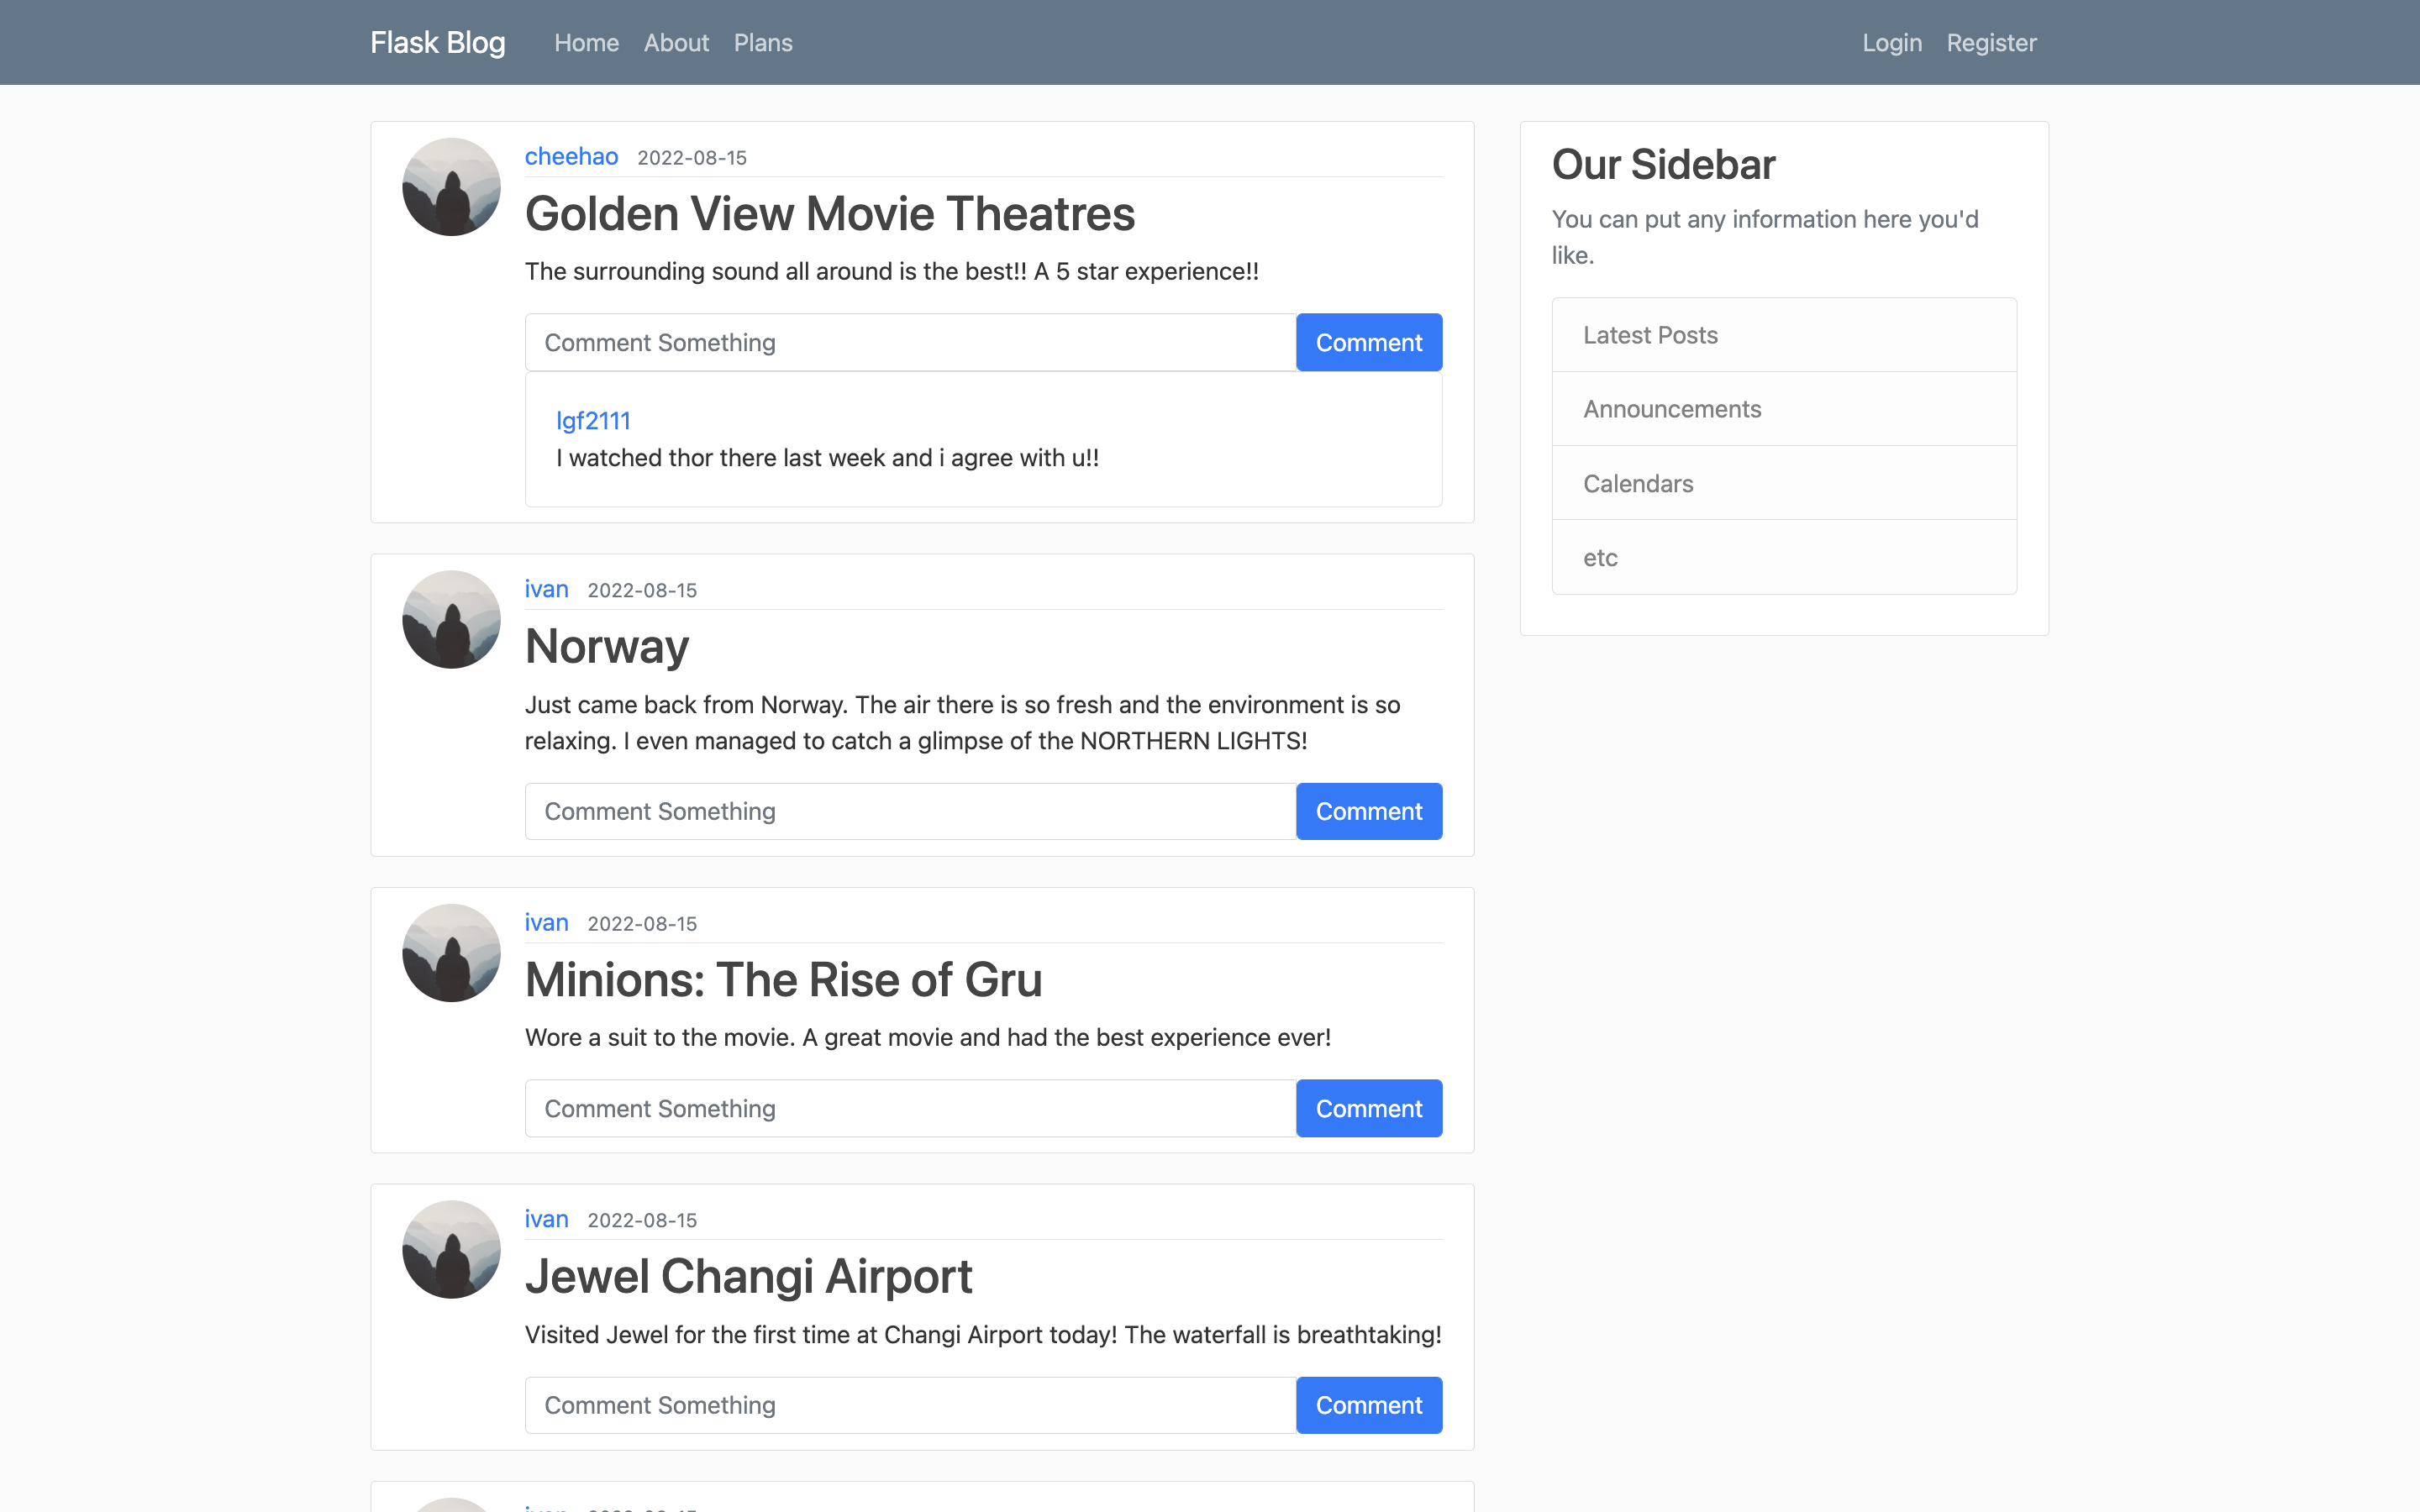 Flask Blog Home About Plans Login Register
cheehao 2022-08-15
Golden View Movie Theatres
The surrounding sound all around is the best!! A 5 star experience!!
Comment Something Comment
lgf2111
I watched thor there last week and i agree with u!!
ivan 2022-08-15
Norway
Just came back from Norway. The air there is so fresh and the environment is so
relaxing. I even managed to catch a glimpse of the NORTHERN LIGHTS!
Comment Something Comment
ivan 2022-08-15
Minions: The Rise of Gru
Wore a suit to the movie. A great movie and had the best experience ever!
Comment Something Comment
ivan 2022-08-15
Jewel Changi Airport
Visited Jewel for the first time at Changi Airport today! The waterfall is breathtaking!
Comment Something Comment
Our Sidebar
You can put any information here you'd
like.
Latest Posts
Announcements
Calendars
etc